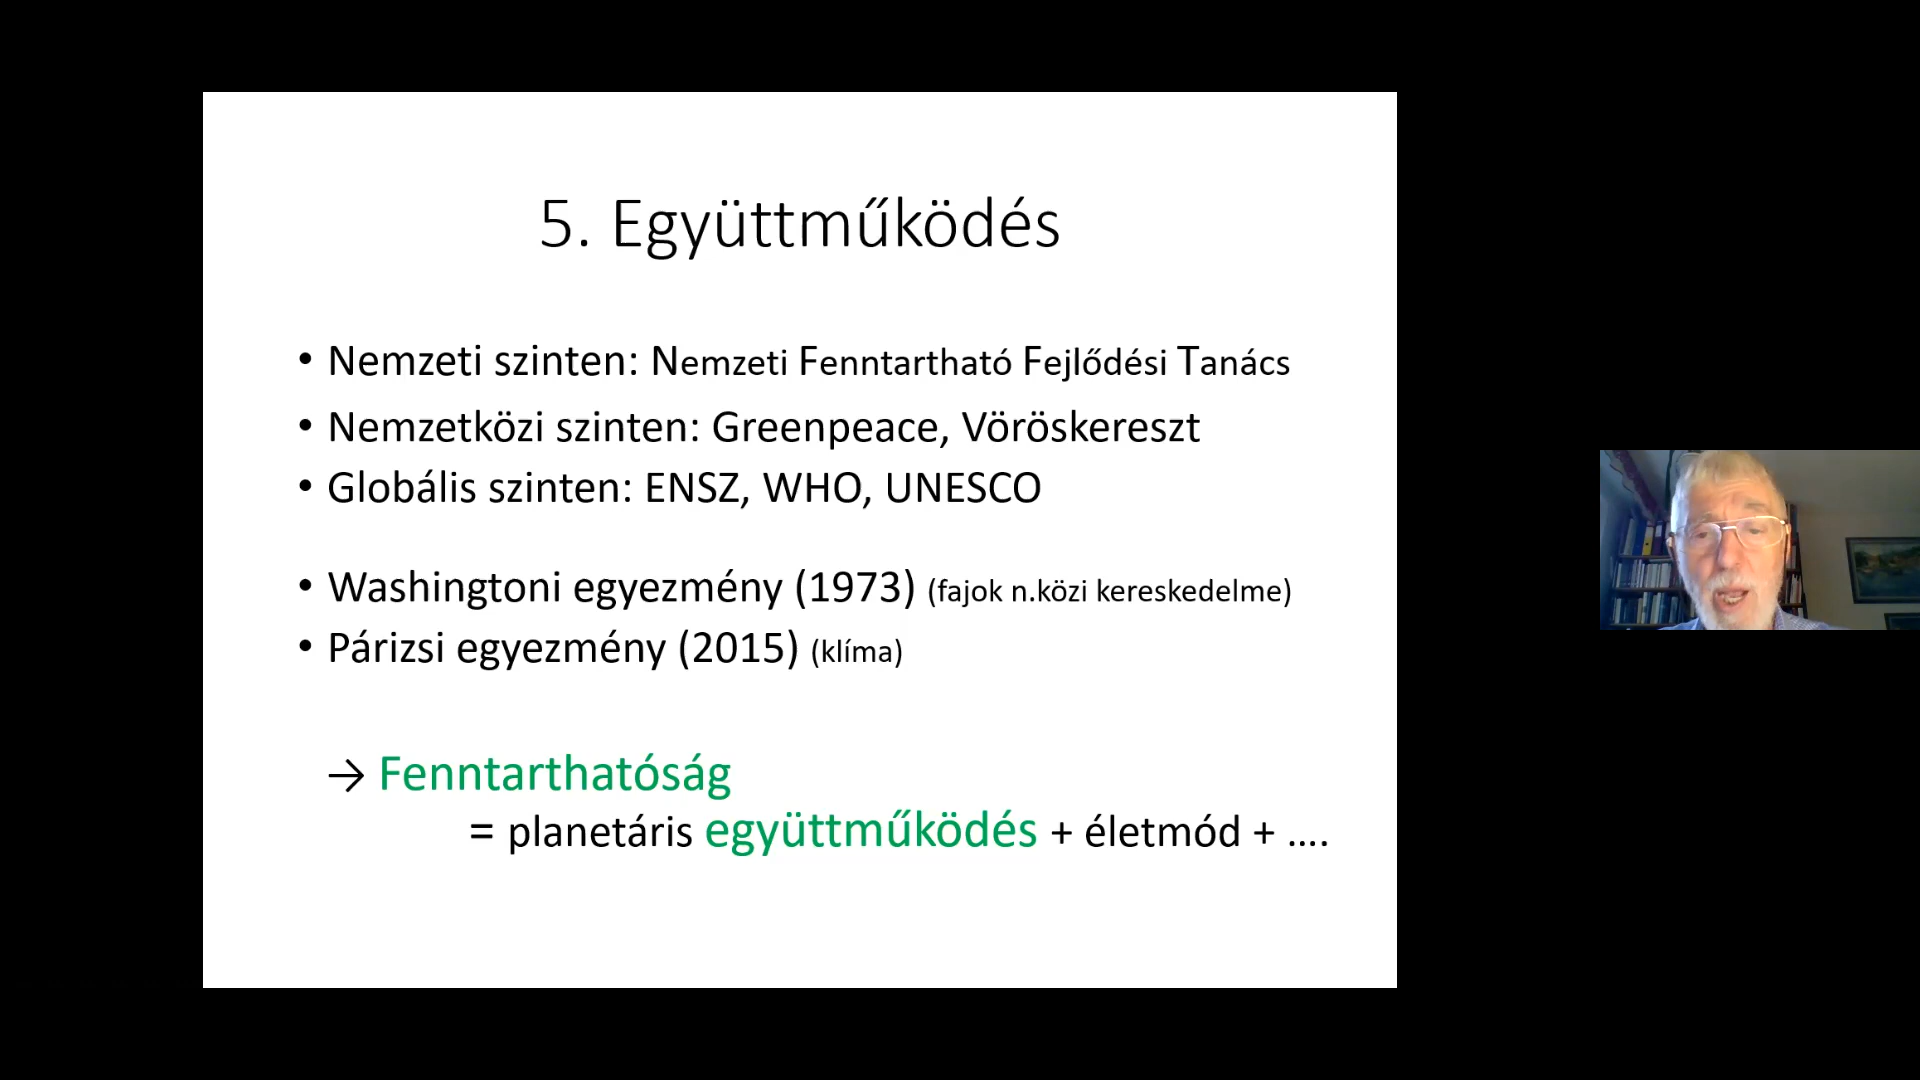 5. Együttműködés
• Nemzeti szinten: Nemzeti Fenntartható Fejlődési Tanács
• Nemzetközi szinten: Greenpeace, Vöröskereszt
• Globális szinten: ENSZ, WHO, UNESCO
• Washingtoni egyezmény (1973) (fajok n.közi kereskedelme)
• Párizsi egyezmény (2015) (klíma)
→ Fenntarthatóság
= planetáris együttműködés + életmód + ….